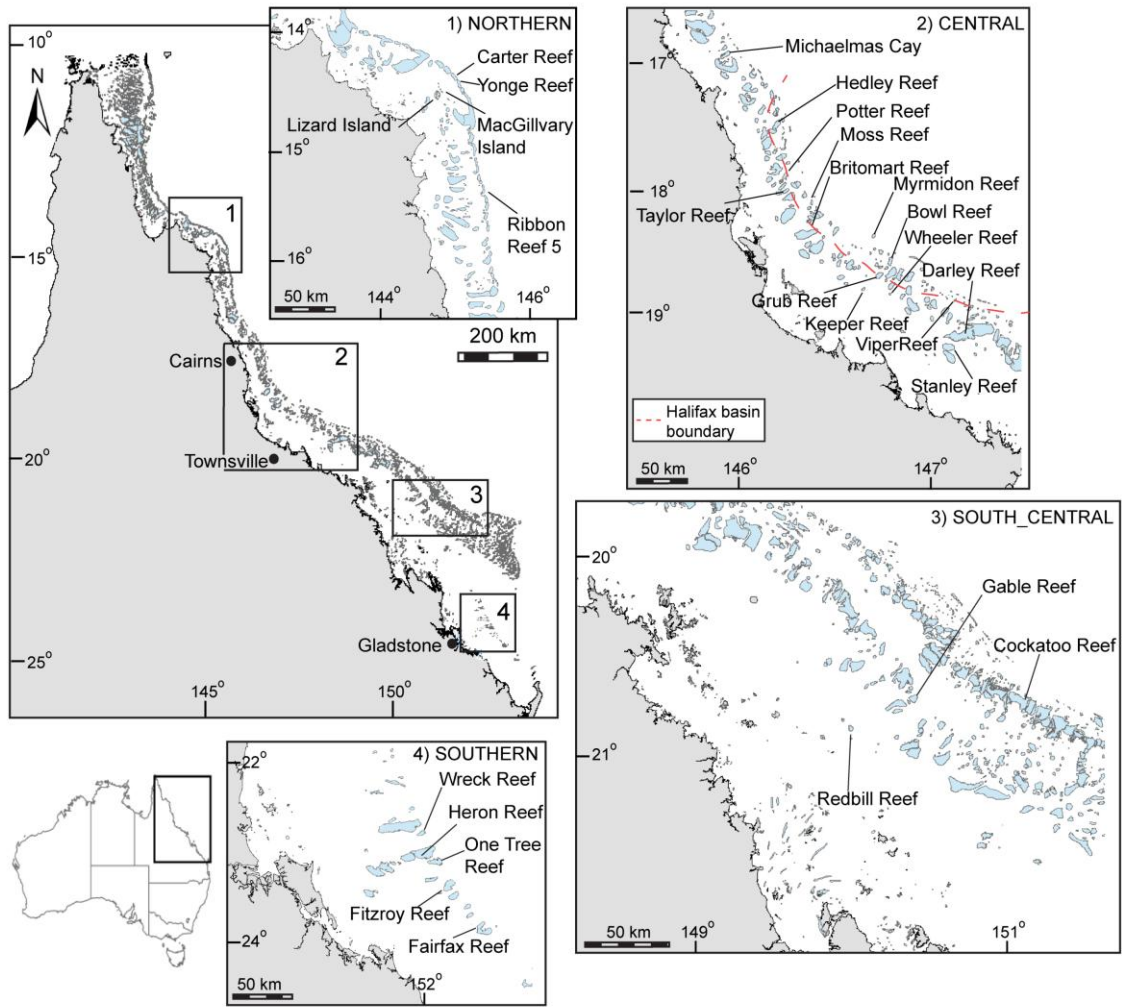 10°
15°
20°
25°
145°
150°
N
1
2
3
4
Cairns
Townsville
Gladstone
200 km
1) NORTHERN
14°
15°
16°
144°
146°
50 km
Carter Reef
Yonge Reef
Lizard Island
MacGillvary
Island
Ribbon
Reef 5
2) CENTRAL
17°
18°
19°
146°
147°
50 km
Michaelmas Cay
Hedley Reef
Potter Reef
Moss Reef
Britomart Reef
Myrmidon Reef
Taylor Reef
Bowl Reef
Wheeler Reef
Darley Reef
Grub Reef
Keeper Reef
ViperReef
Stanley Reef
Halifax basin
boundary
3) SOUTH_CENTRAL
20°
21°
149°
151°
50 km
Gable Reef
Cockatoo Reef
Redbill Reef
4) SOUTHERN
22°
24°
152°
50 km
Wreck Reef
Heron Reef
One Tree
Reef
Fitzroy Reef
Fairfax Reef